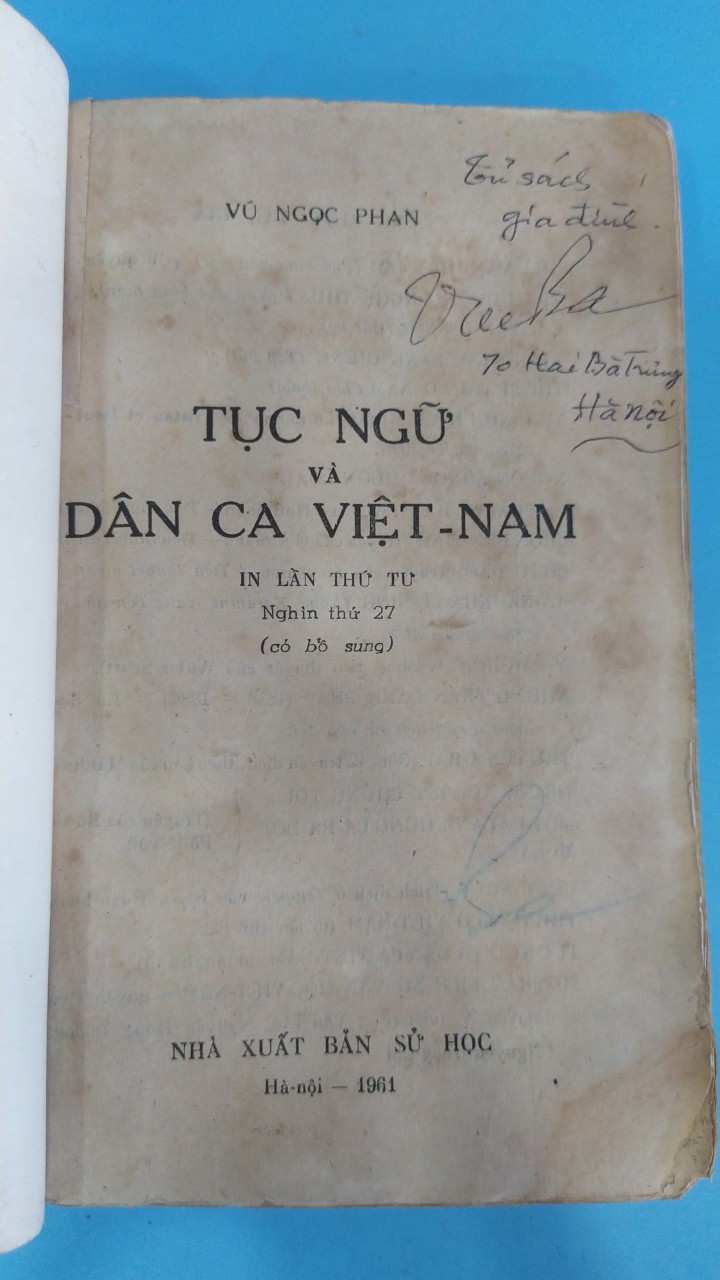 Tủ sách
gia đình.
VŨ NGỌC PHAN
70 Hai Bà Trưng
Hà Nội
TỤC NGỮ
VÀ
DÂN CA VIỆT-NAM
IN LẦN THỨ TƯ
Nghìn thứ 27
(có bổ sung)
NHÀ XUẤT BẢN SỬ HỌC
Hà-nội — 1961